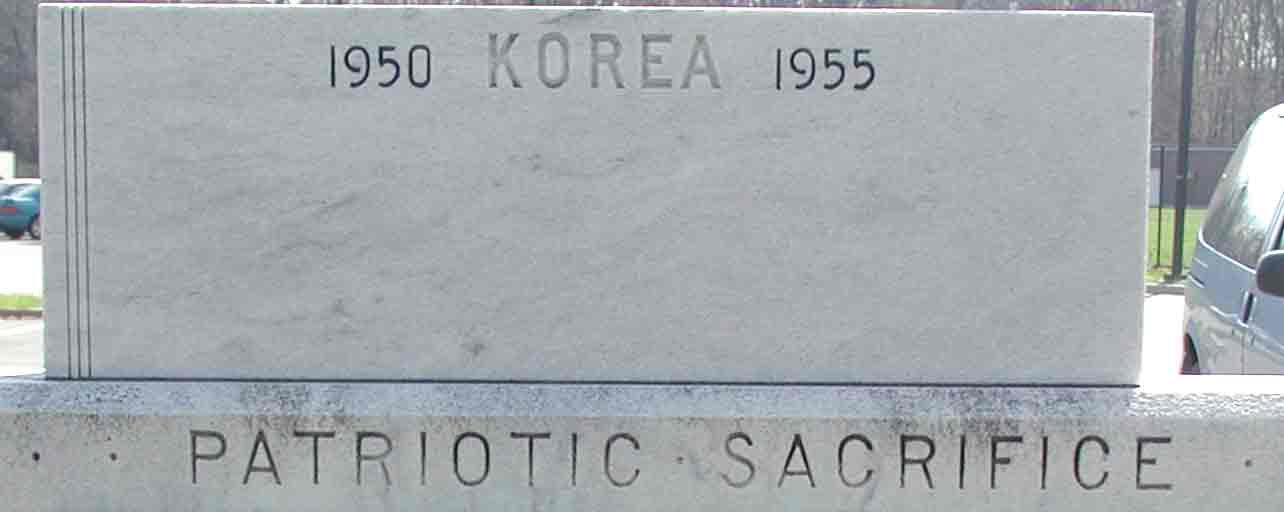 1950 KOREA 1955
· · PATRIOTIC · SACRIFICE ·